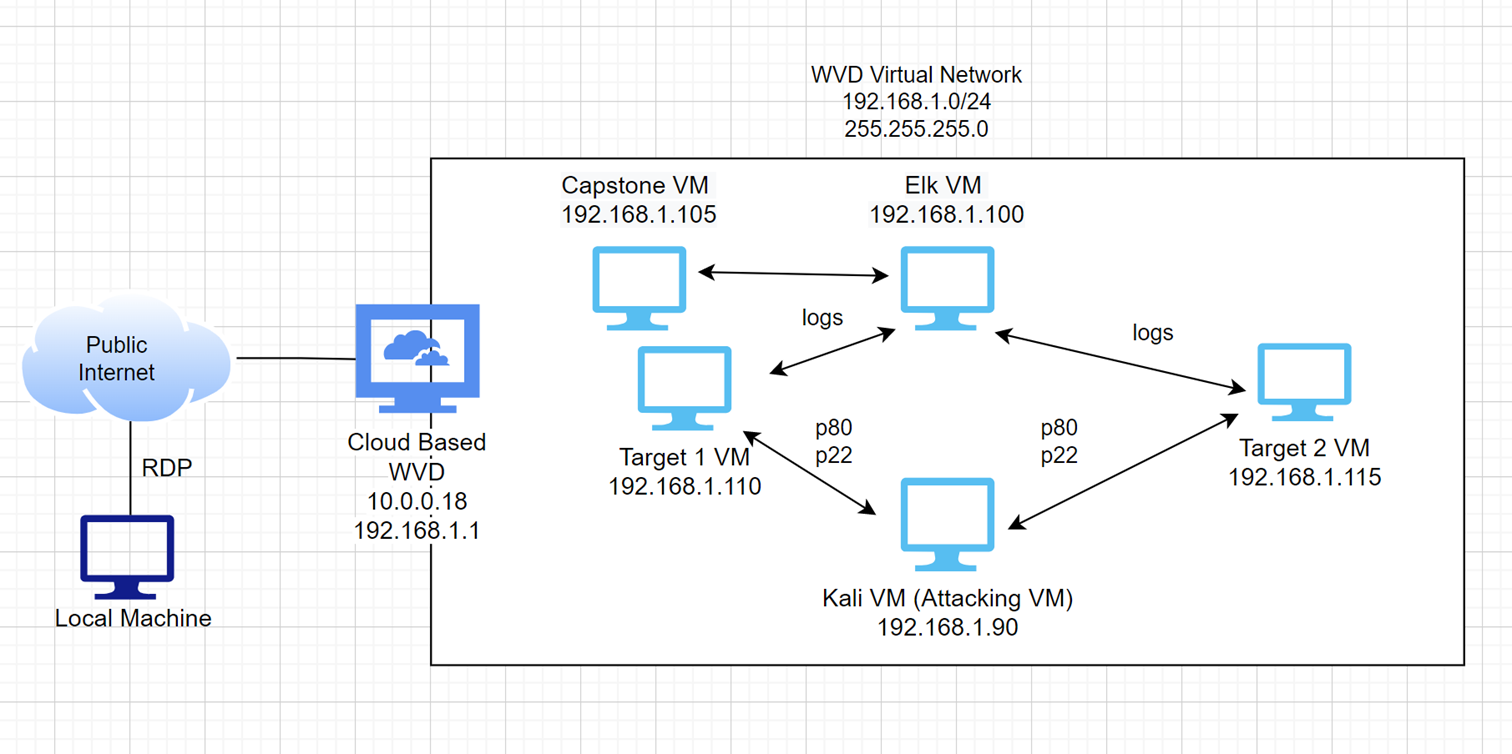 WVD Virtual Network
192.168.1.0/24
255.255.255.0
Capstone VM
192.168.1.105
Elk VM
192.168.1.100
logs
logs
Public
Internet
RDP
Local Machine
Cloud Based
WVD
10.0.0.18
192.168.1.1
Target 1 VM
192.168.1.110
p80
p22
p80
p22
Target 2 VM
192.168.1.115
Kali VM (Attacking VM)
192.168.1.90